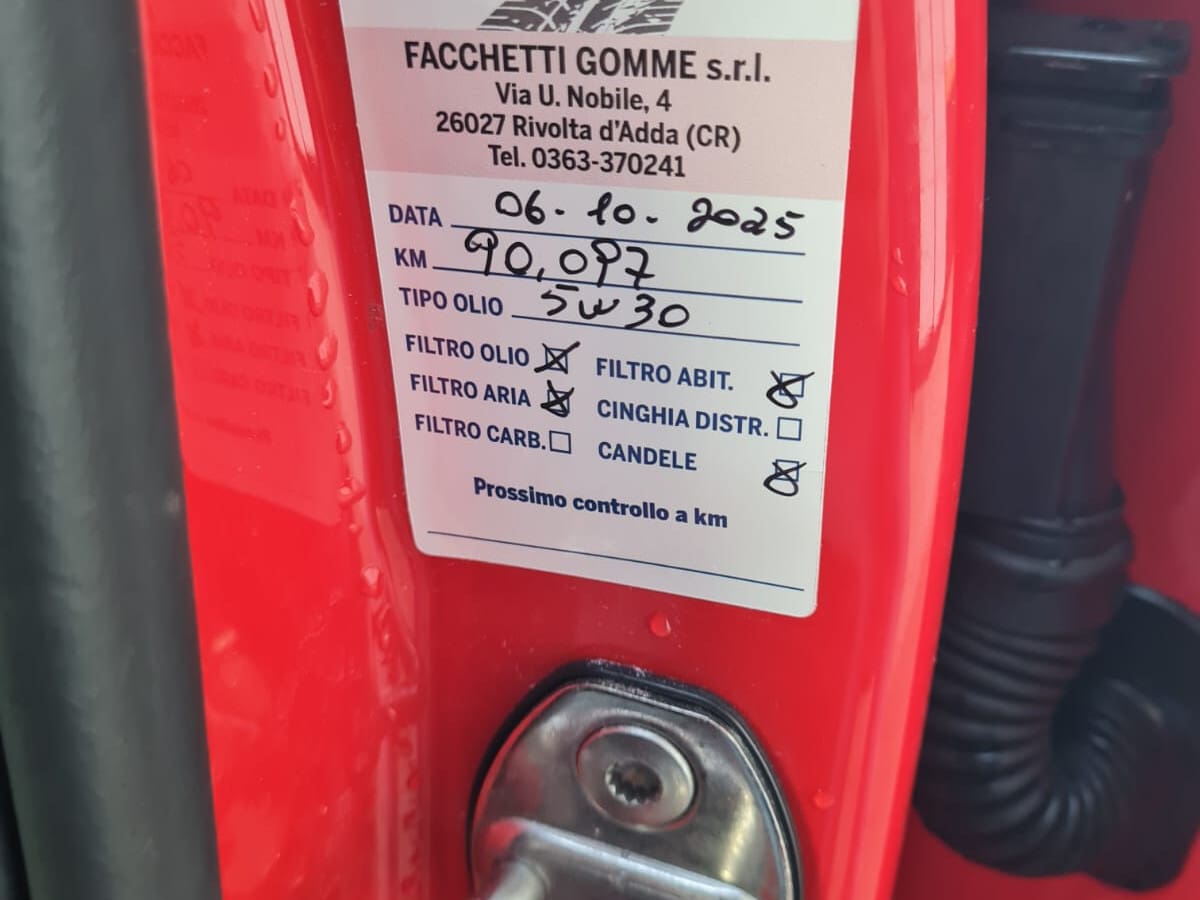 FACCHETTI GOMME s.r.l.
Via U. Nobile, 4
26027 Rivolta d'Adda (CR)
Tel. 0363-370241
DATA 06-10-2025
KM 90,097
TIPO OLIO 5w30
FILTRO OLIO ☒ FILTRO ABIT. ☒
FILTRO ARIA ☒ CINGHIA DISTR. ☐
FILTRO CARB. ☐ CANDELE ☒
Prossimo controllo a km